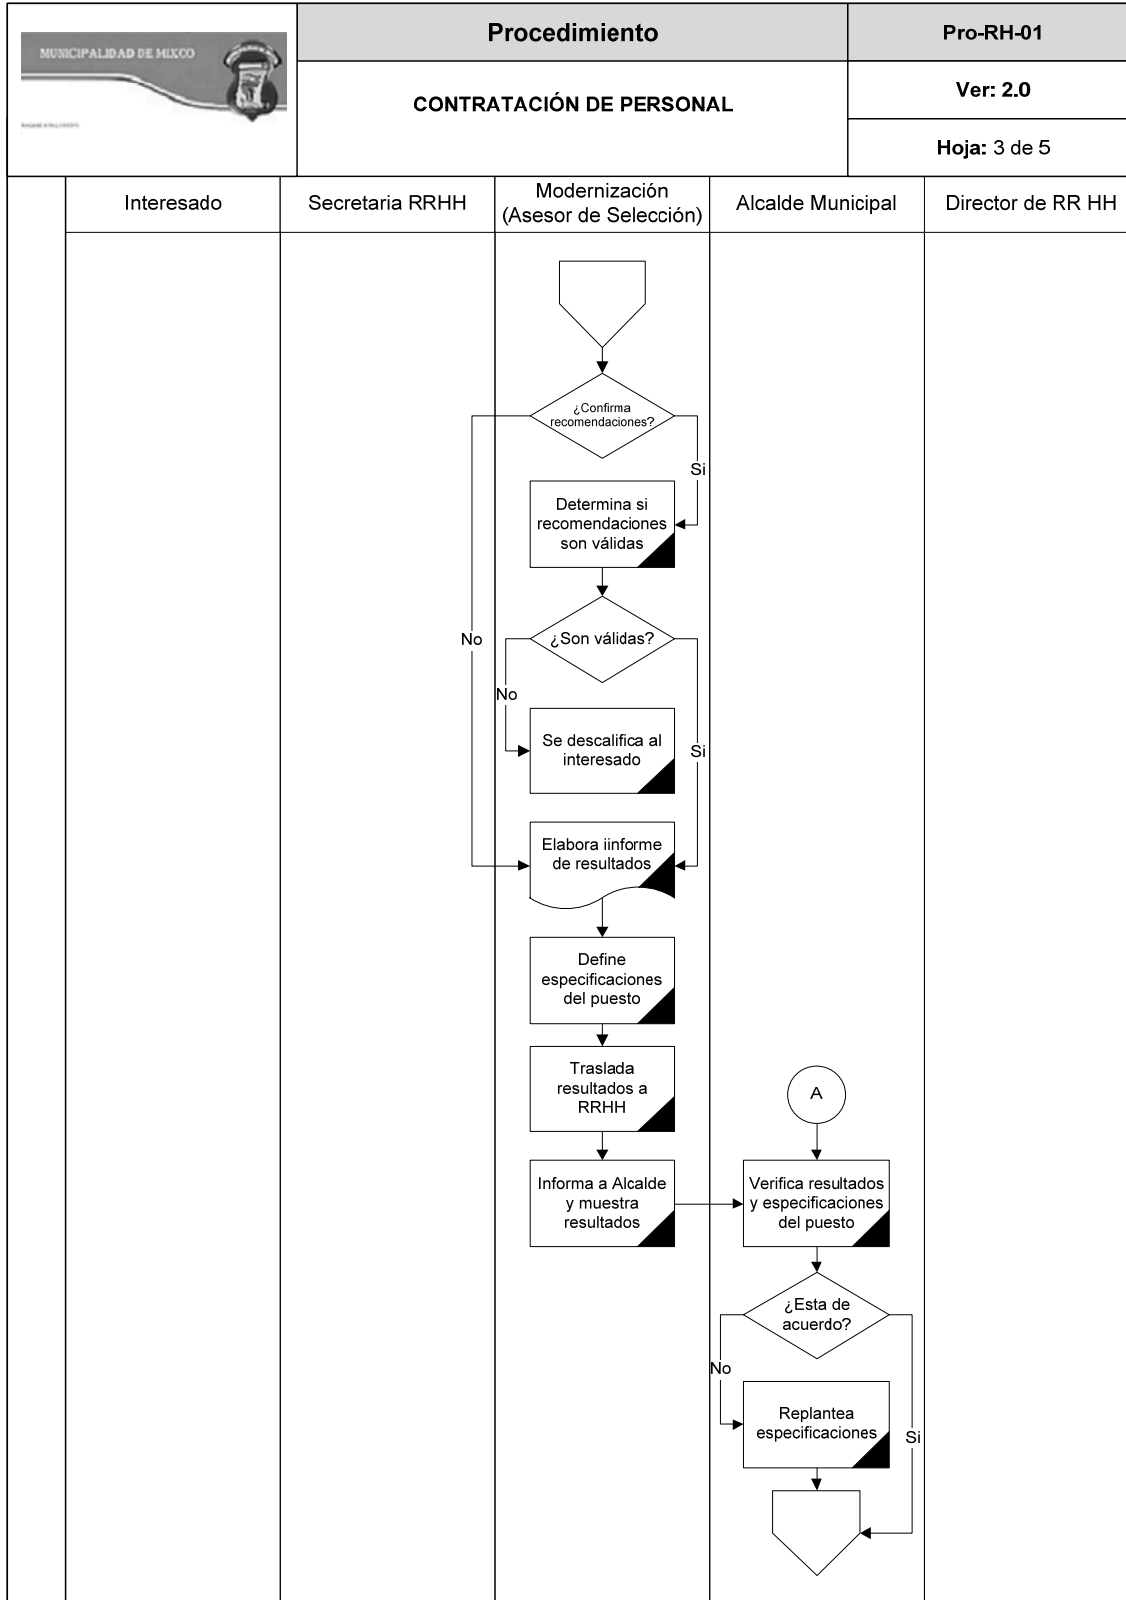 MUNICIPALIDAD DE MIXCO
Procedimiento
Pro-RH-01
CONTRATACIÓN DE PERSONAL
Ver: 2.0
Hoja: 3 de 5
Interesado
Secretaria RRHH
Modernización
(Asesor de Selección)
Alcalde Municipal
Director de RR HH
¿Confirma
recomendaciones?
Si
Determina si
recomendaciones
son válidas
No
¿Son válidas?
No
Se descalifica al
interesado
Si
Elabora iinforme
de resultados
Define
especificaciones
del puesto
Traslada
resultados a
RRHH
A
Informa a Alcalde
y muestra
resultados
Verifica resultados
y especificaciones
del puesto
¿Esta de
acuerdo?
No
Replantea
especificaciones
Si